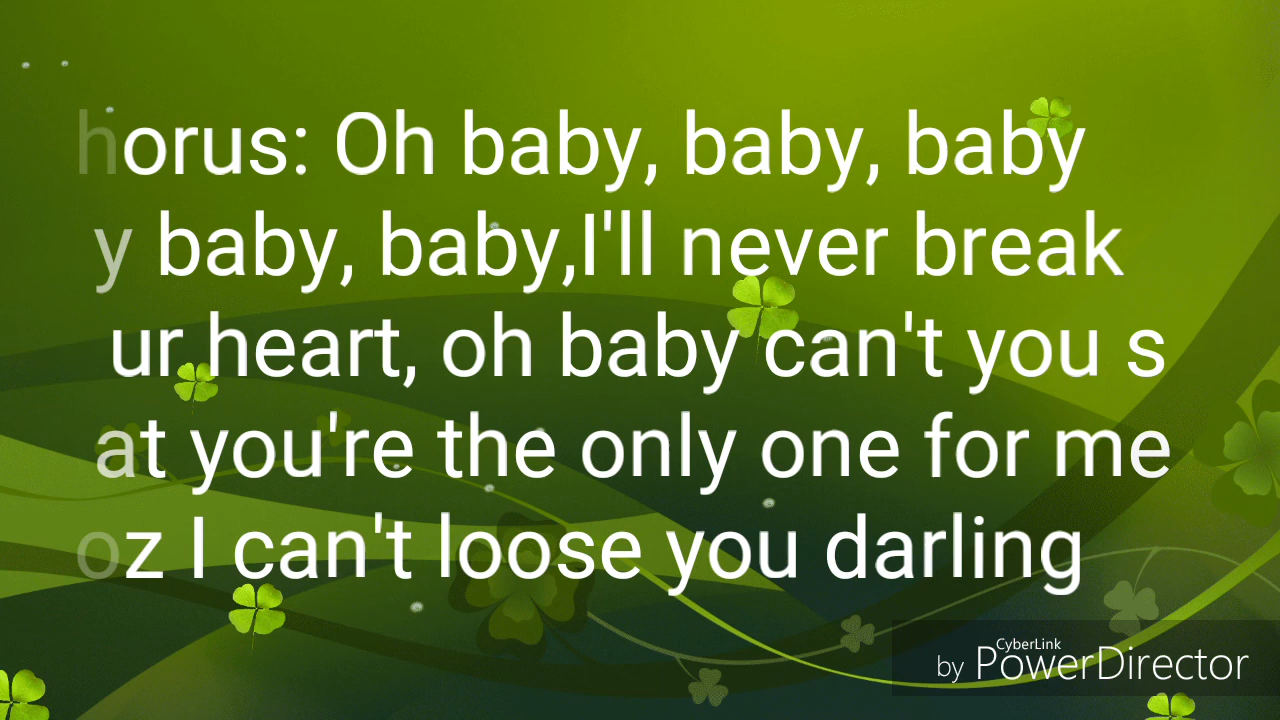 horus: Oh baby, baby, baby
y baby, baby,I'll never break
ur heart, oh baby can't you s
at you're the only one for me
oz I can't loose you darling
CyberLink
by PowerDirector